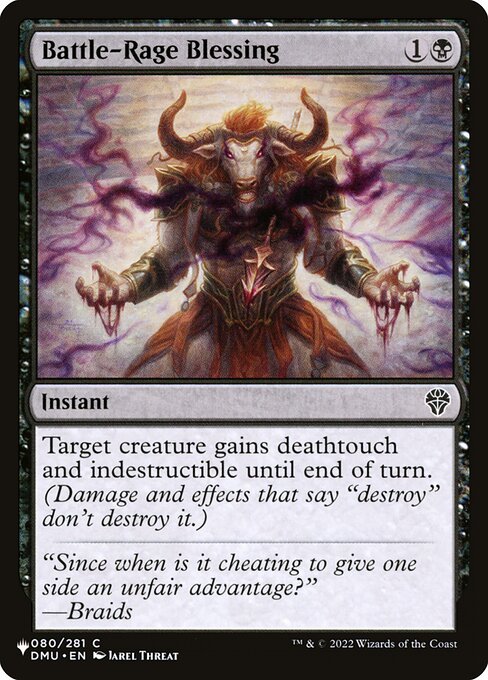 Battle-Rage Blessing 1
Instant
Target creature gains deathtouch
and indestructible until end of turn.
(Damage and effects that say “destroy”
don’t destroy it.)
“Since when is it cheating to give one
side an unfair advantage?”
—Braids
080/281 C
DMU • EN JAREL THREAT
™ & © 2022 Wizards of the Coast